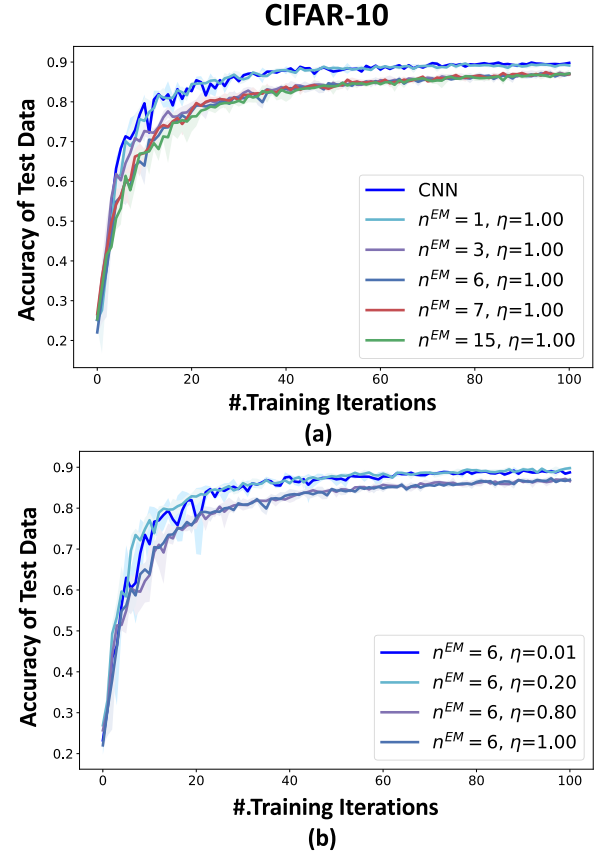 CIFAR-10
Accuracy of Test Data
0.9
0.8
0.7
0.6
0.5
0.4
0.3
0.2
CNN
n^EM = 1, η=1.00
n^EM = 3, η=1.00
n^EM = 6, η=1.00
n^EM = 7, η=1.00
n^EM = 15, η=1.00
0 20 40 60 80 100
#.Training Iterations
(a)
Accuracy of Test Data
0.9
0.8
0.7
0.6
0.5
0.4
0.3
0.2
n^EM = 6, η=0.01
n^EM = 6, η=0.20
n^EM = 6, η=0.80
n^EM = 6, η=1.00
0 20 40 60 80 100
#.Training Iterations
(b)